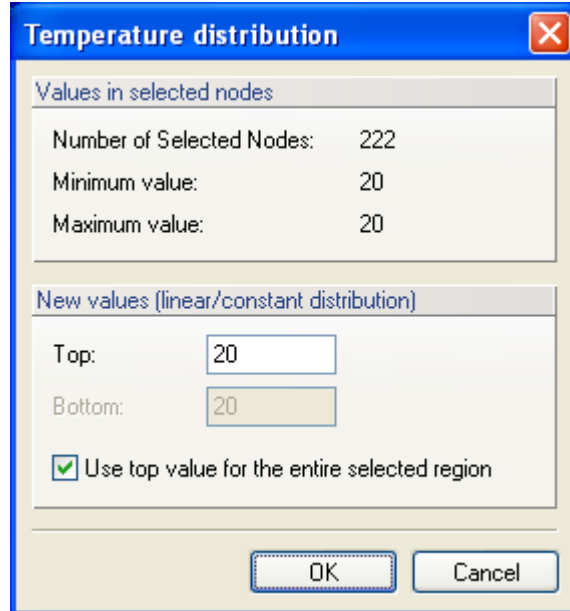 Temperature distribution
Values in selected nodes
Number of Selected Nodes: 222
Minimum value: 20
Maximum value: 20
New values (linear/constant distribution)
Top: 20
Bottom: 20
Use top value for the entire selected region
OK Cancel